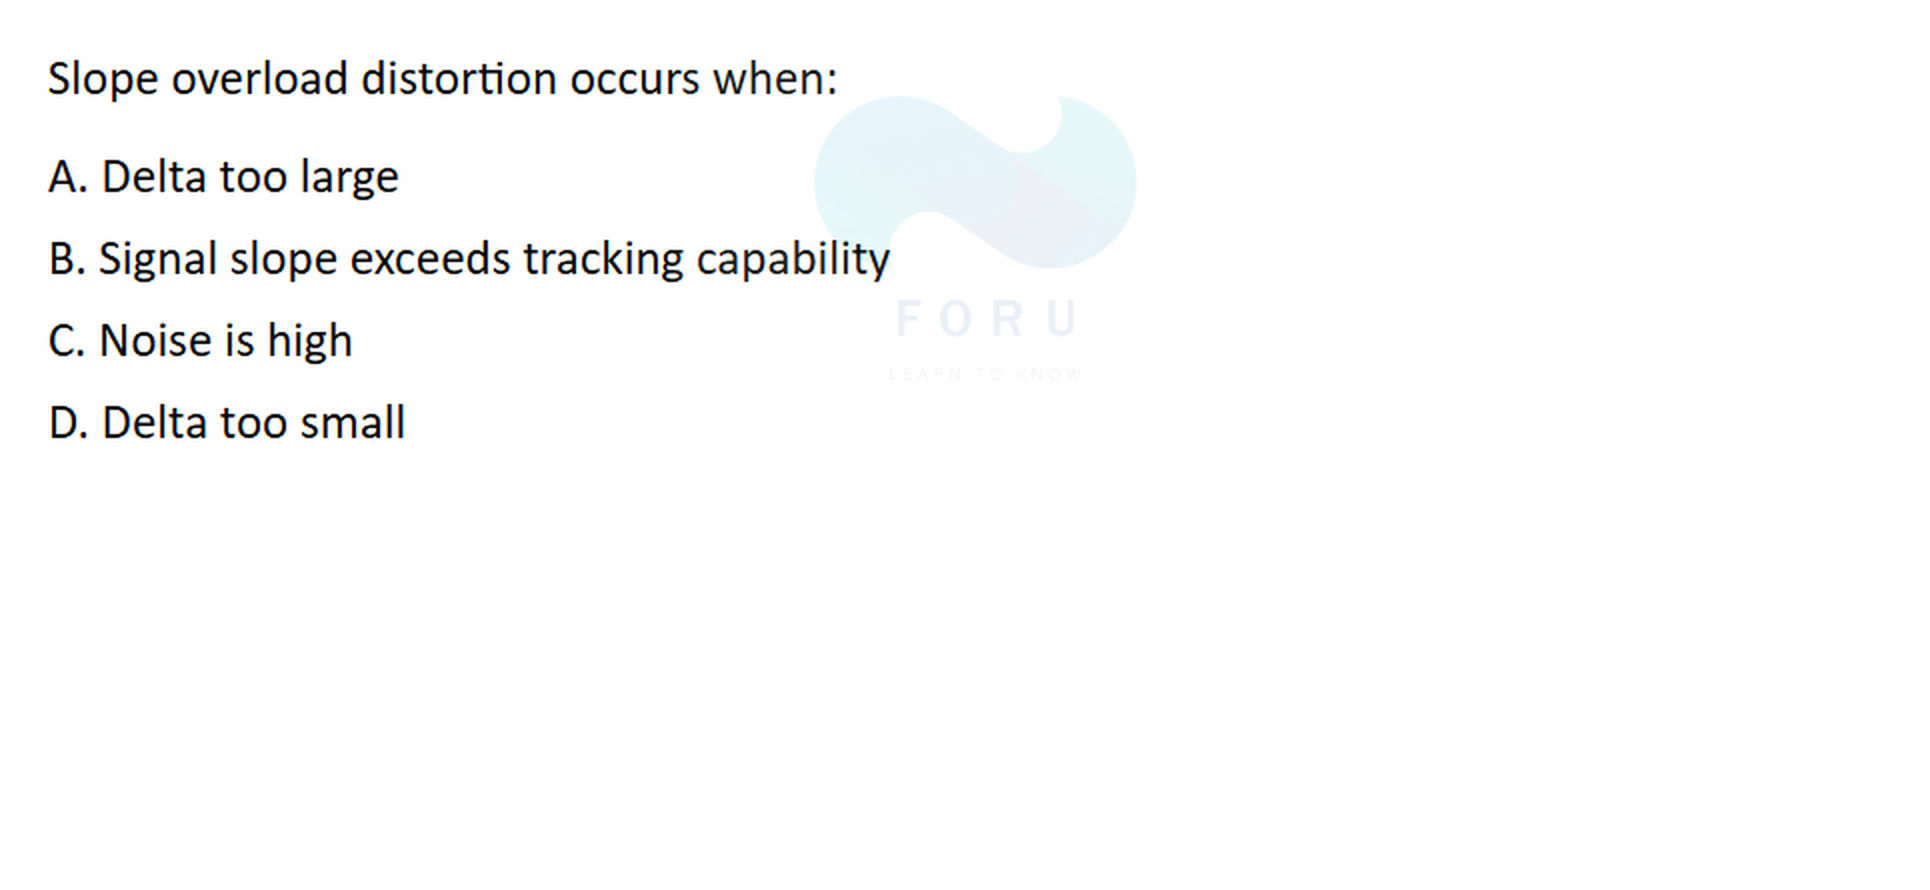 Slope overload distortion occurs when:
A. Delta too large
B. Signal slope exceeds tracking capability
C. Noise is high
D. Delta too small
FORU
LEARN TO KNOW